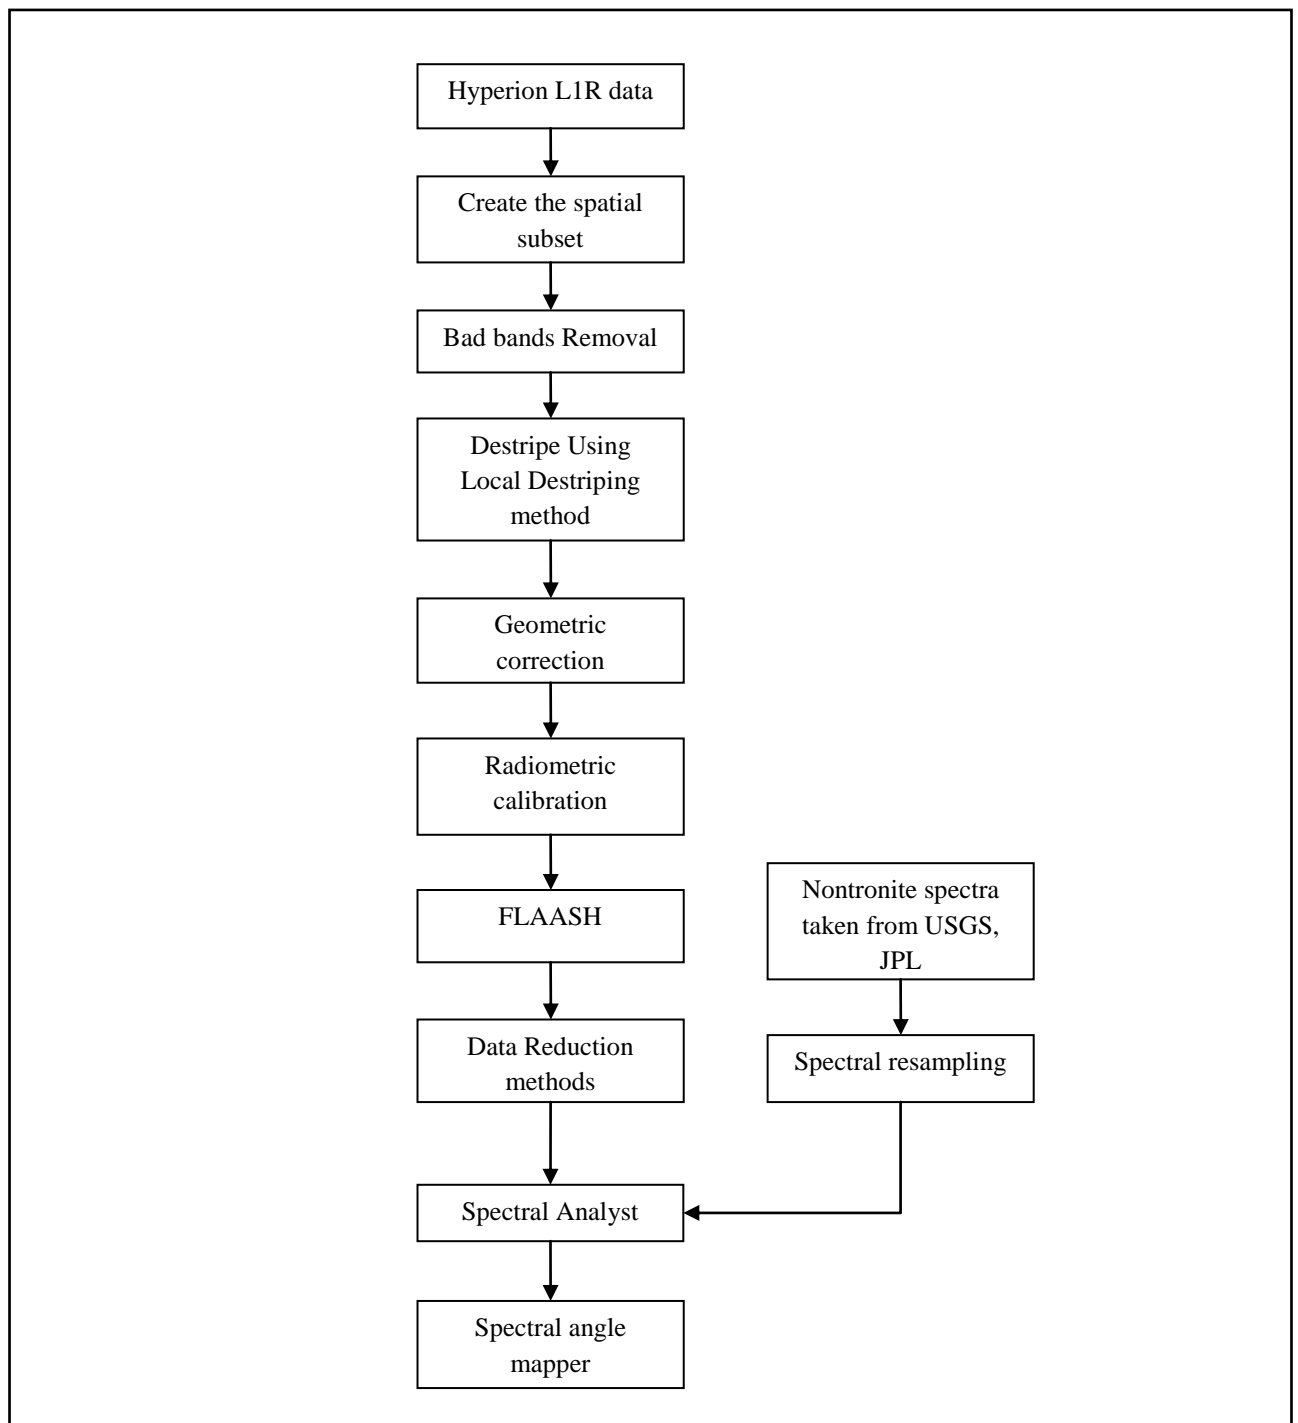 Hyperion L1R data
Create the spatial
subset
Bad bands Removal
Destripe Using
Local Destriping
method
Geometric
correction
Radiometric
calibration
FLAASH
Nontronite spectra
taken from USGS,
JPL
Data Reduction
methods
Spectral resampling
Spectral Analyst
Spectral angle
mapper